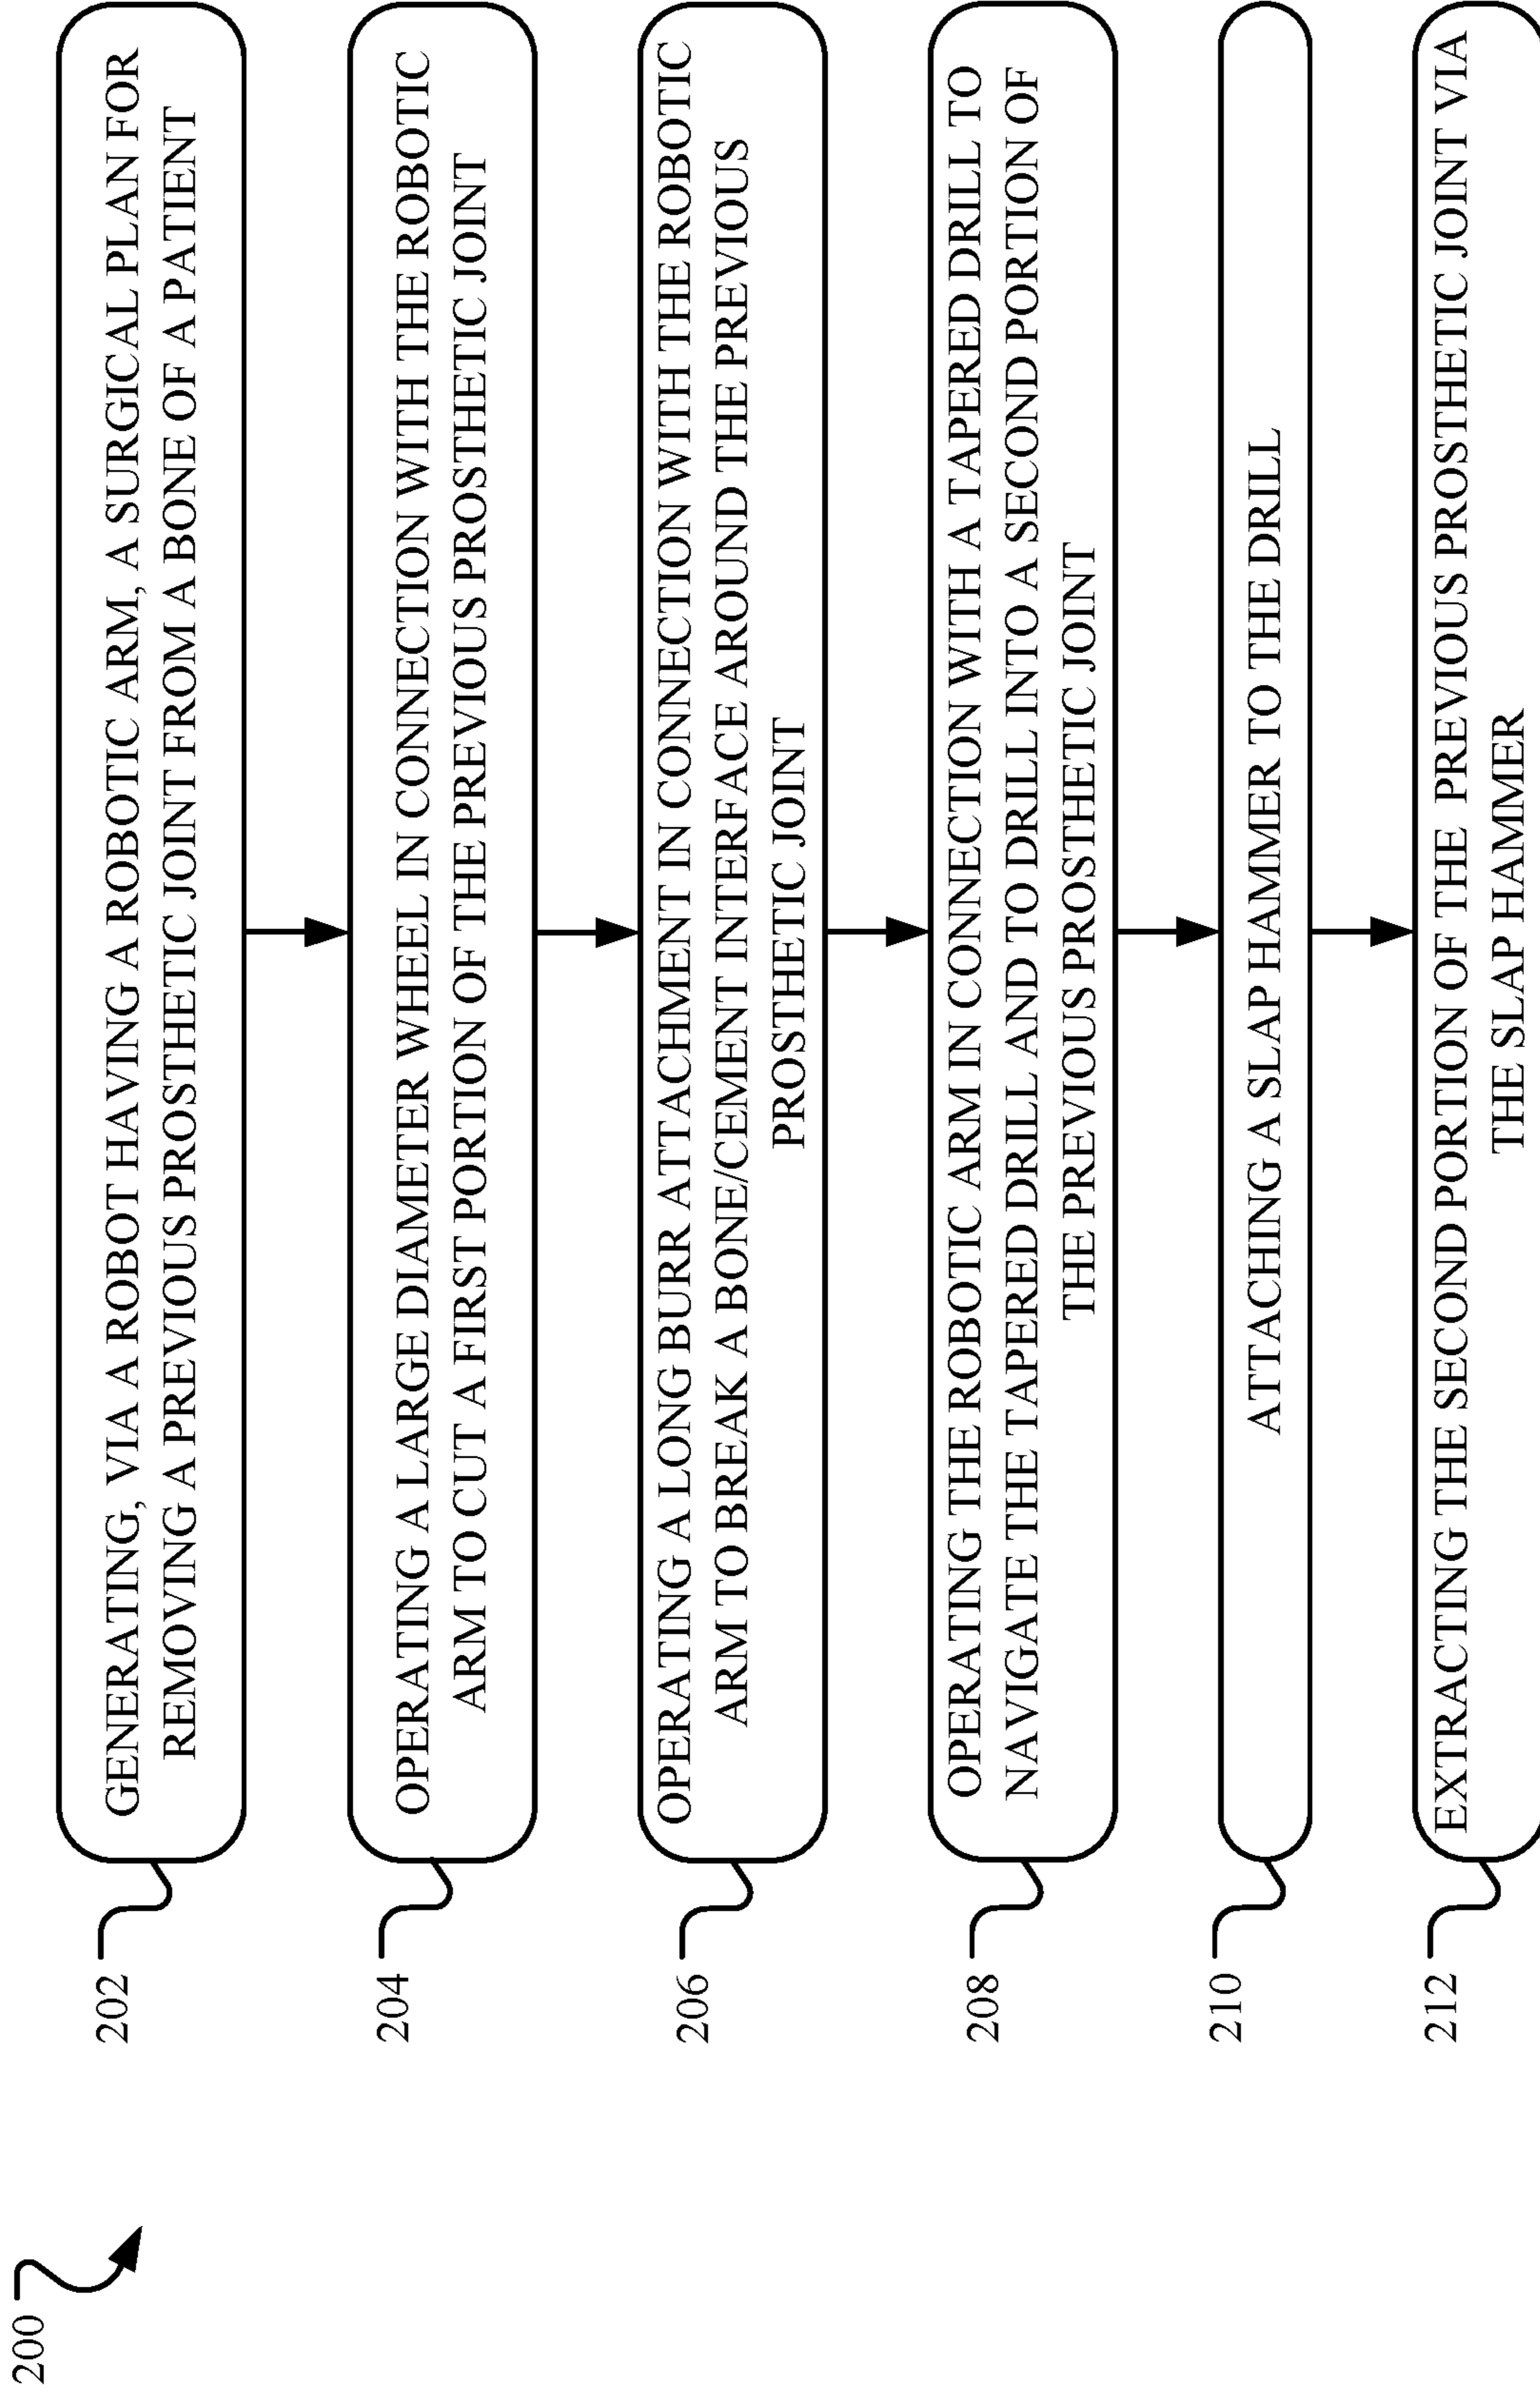 200
202
GENERATING, VIA A ROBOT HAVING A ROBOTIC ARM, A SURGICAL PLAN FOR
REMOVING A PREVIOUS PROSTHETIC JOINT FROM A BONE OF A PATIENT
204
OPERATING A LARGE DIAMETER WHEEL IN CONNECTION WITH THE ROBOTIC
ARM TO CUT A FIRST PORTION OF THE PREVIOUS PROSTHETIC JOINT
206
OPERATING A LONG BURR ATTACHMENT IN CONNECTION WITH THE ROBOTIC
ARM TO BREAK A BONE/CEMENT INTERFACE AROUND THE PREVIOUS
PROSTHETIC JOINT
208
OPERATING THE ROBOTIC ARM IN CONNECTION WITH A TAPERED DRILL TO
NAVIGATE THE TAPERED DRILL AND TO DRILL INTO A SECOND PORTION OF
THE PREVIOUS PROSTHETIC JOINT
210
ATTACHING A SLAP HAMMER TO THE DRILL
212
EXTRACTING THE SECOND PORTION OF THE PREVIOUS PROSTHETIC JOINT VIA
THE SLAP HAMMER